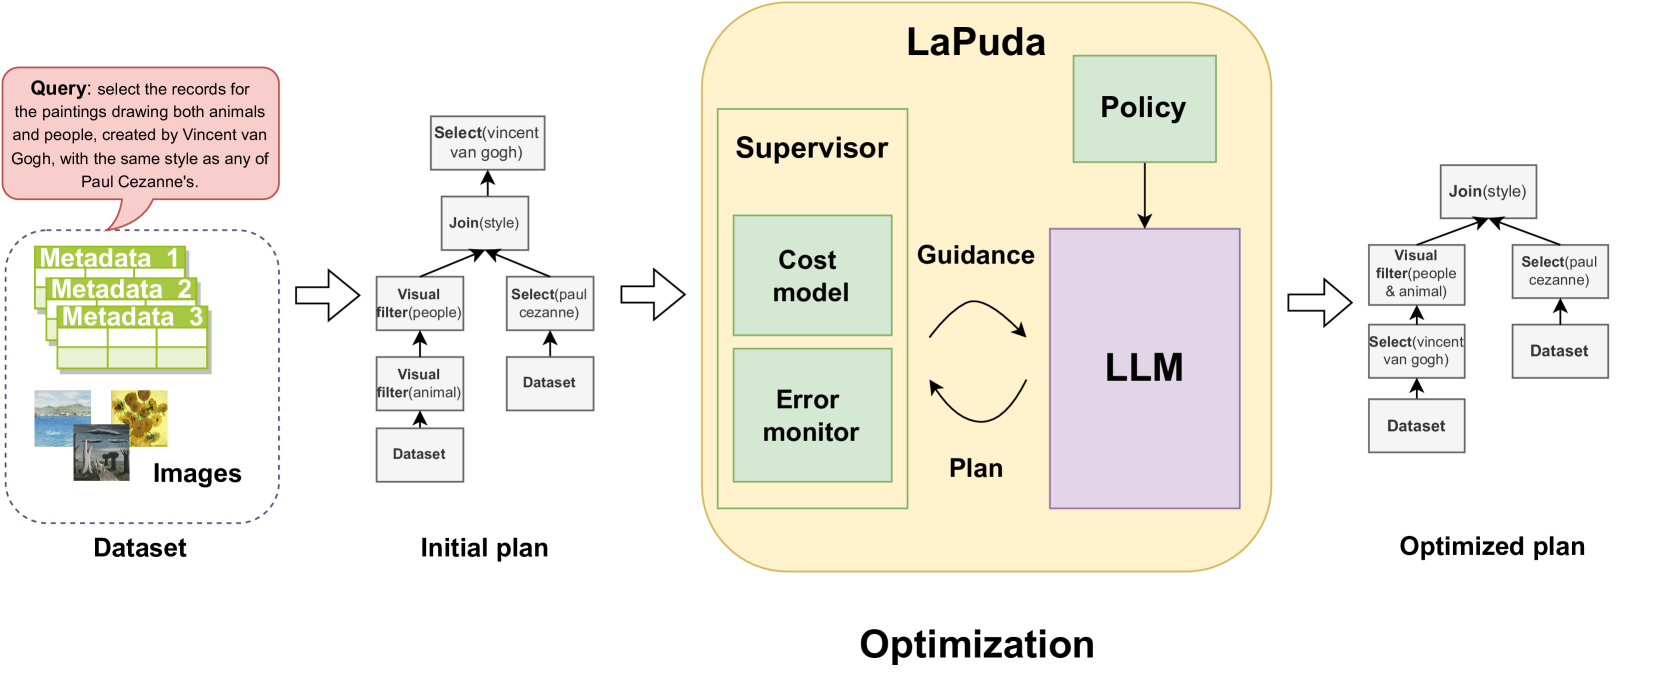 Query: select the records for
the paintings drawing both animals
and people, created by Vincent van
Gogh, with the same style as any of
Paul Cezanne's.
Metadata 1
Metadata 2
Metadata 3
Images
Dataset
Select(vincent
van gogh)
Join(style)
Visual
filter(people)
Select(paul
cezanne)
Visual
filter(animal)
Dataset
Dataset
Initial plan
LaPuda
Supervisor
Cost
model
Error
monitor
Guidance
Plan
Policy
LLM
Optimization
Join(style)
Visual
filter(people
& animal)
Select(paul
cezanne)
Select(vincent
van gogh)
Dataset
Dataset
Optimized plan